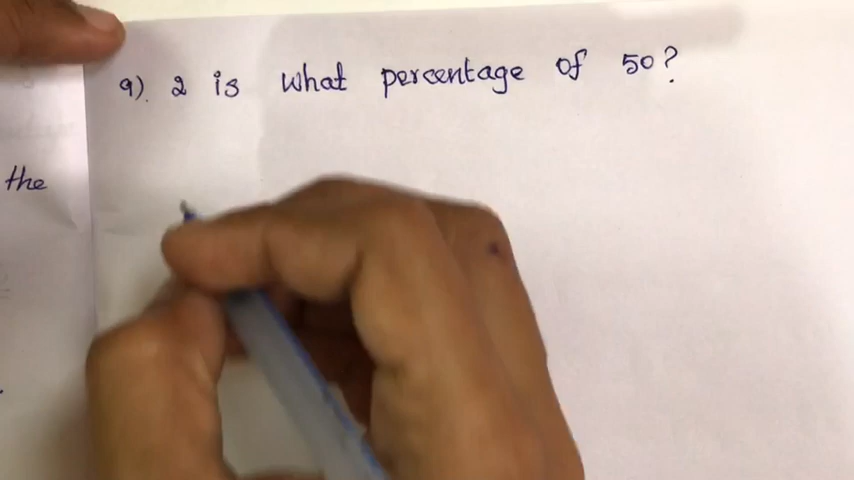 9) 2 is what percentage of 50?
the